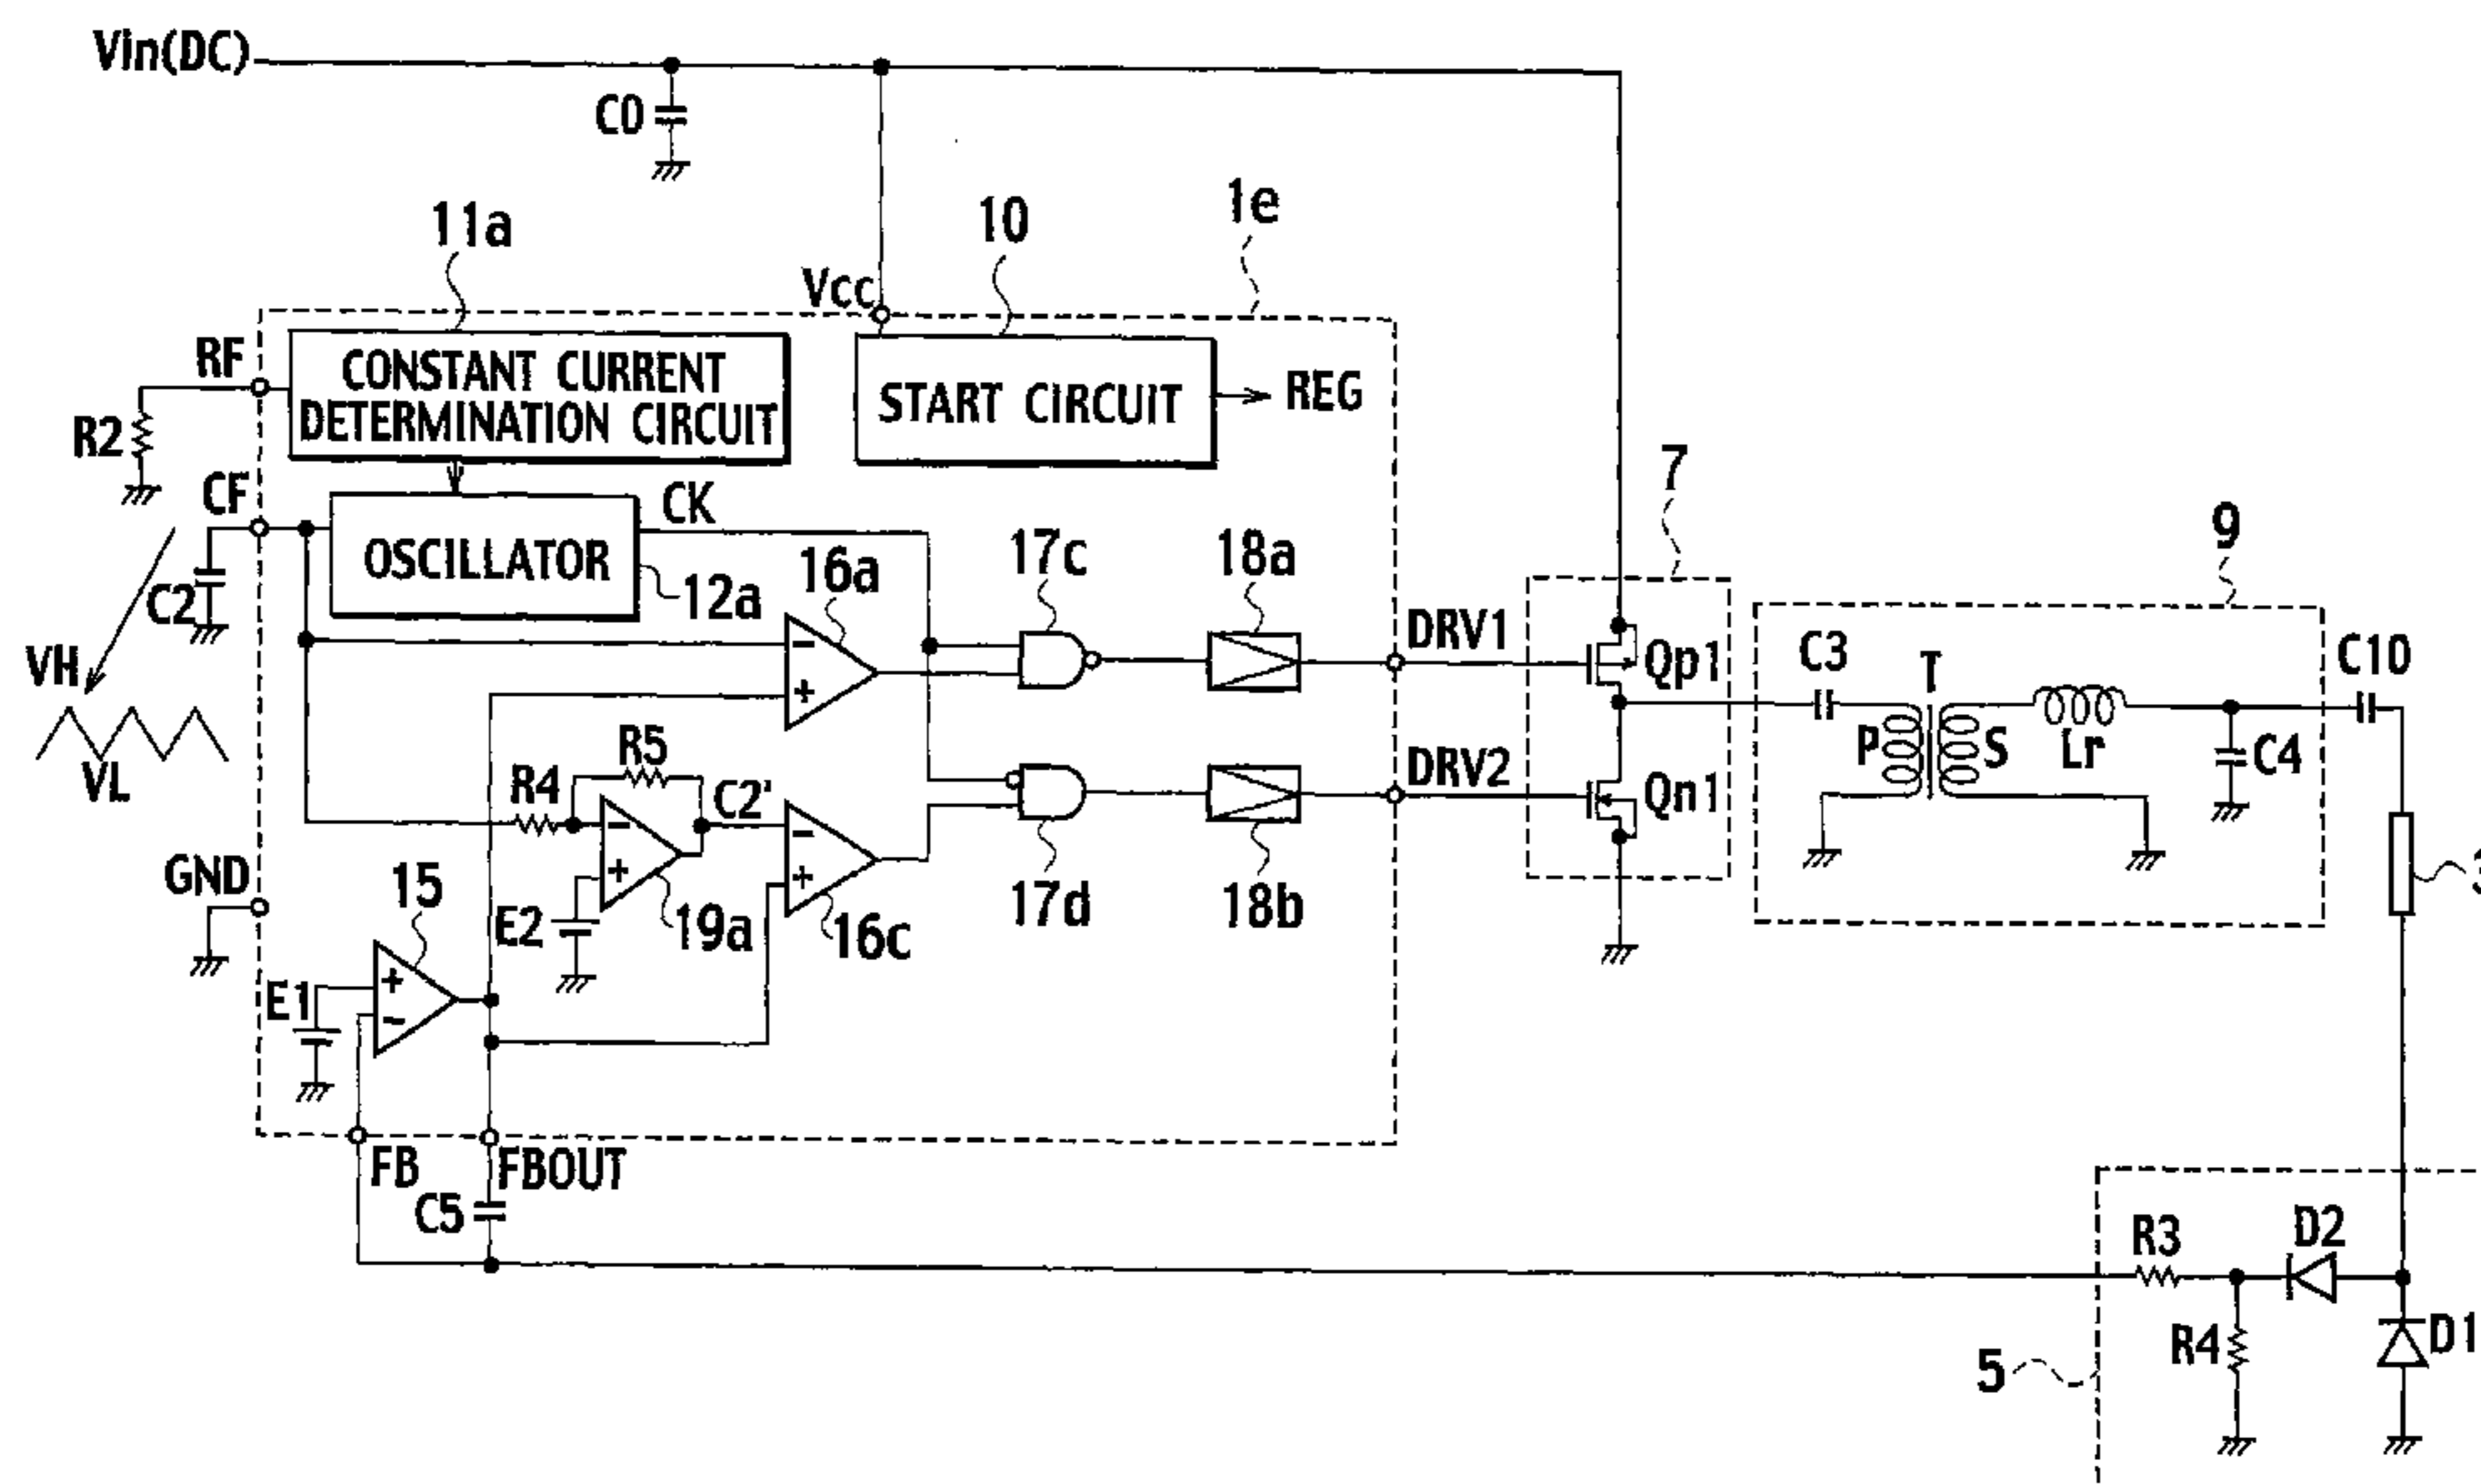 Vin(DC)
C0
11a
10
1e
Vcc
RF
CONSTANT CURRENT
DETERMINATION CIRCUIT
START CIRCUIT
REG
R2
CF
OSCILLATOR
CK
12a
16a
17c
18a
7
9
C2
VH
VL
DRV1
Qp1
C3
T
C10
P
S
Lr
C4
R4
R5
C2'
DRV2
Qn1
GND
15
E2
19a
16c
17d
18b
E1
FB
FBOUT
C5
R3
D2
R4
D1
5